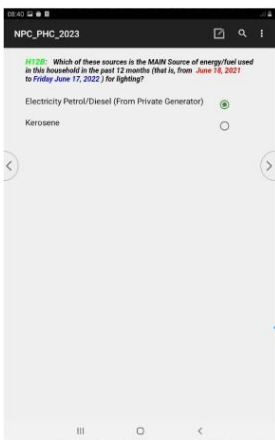 08:40
NPC_PHC_2023
H12B: Which of these sources is the MAIN Source of energy/fuel used
in this household in the past 12 months (that is, from June 18, 2021
to Friday June 17, 2022 ) for lighting?
Electricity Petrol/Diesel (From Private Generator)
Kerosene